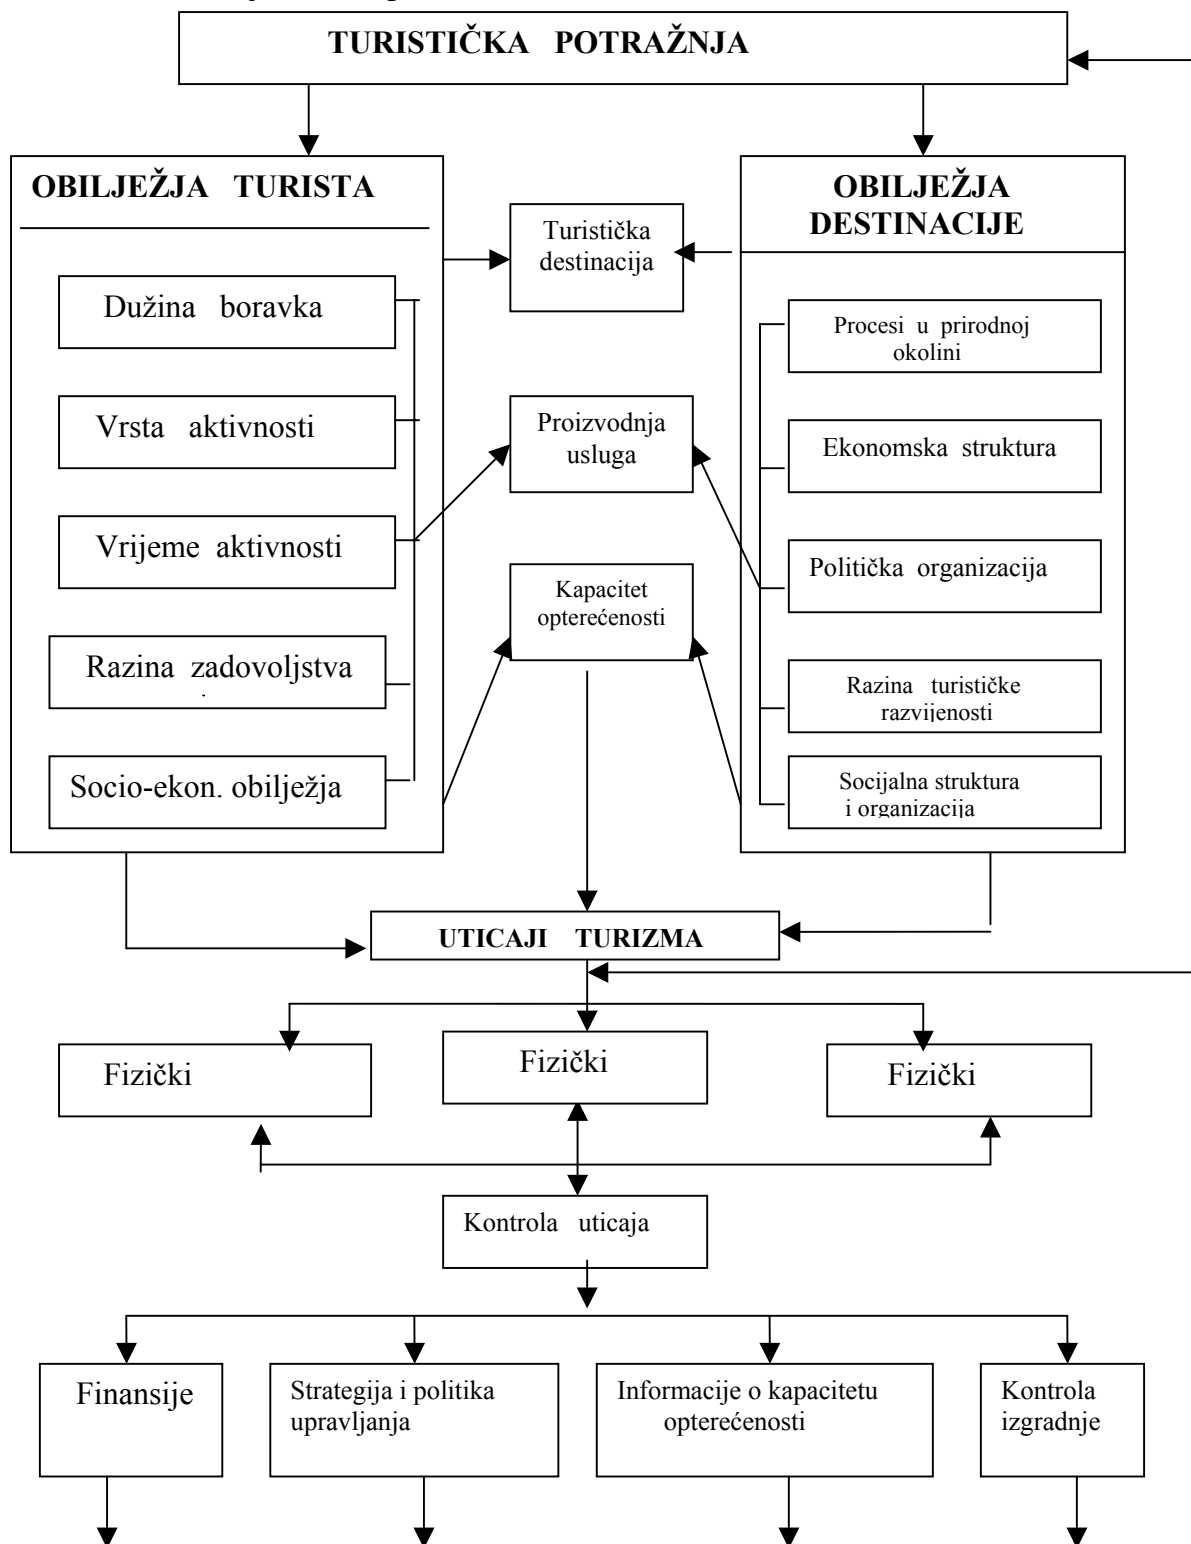 TURISTIČKA POTRAŽNJA
OBILJEŽJA TURISTA
Dužina boravka
Vrsta aktivnosti
Vrijeme aktivnosti
Razina zadovoljstva
Socio-ekon. obilježja
Turistička
destinacija
Proizvodnja
usluga
Kapacitet
opterećenosti
OBILJEŽJA
DESTINACIJE
Procesi u prirodnoj
okolini
Ekonomska struktura
Politička organizacija
Razina turističke
razvijenosti
Socijalna struktura
i organizacija
UTICAJI TURIZMA
Fizički
Fizički
Fizički
Kontrola uticaja
Finansije
Strategija i politika
upravljanja
Informacije o kapacitetu
opterećenosti
Kontrola
izgradnje